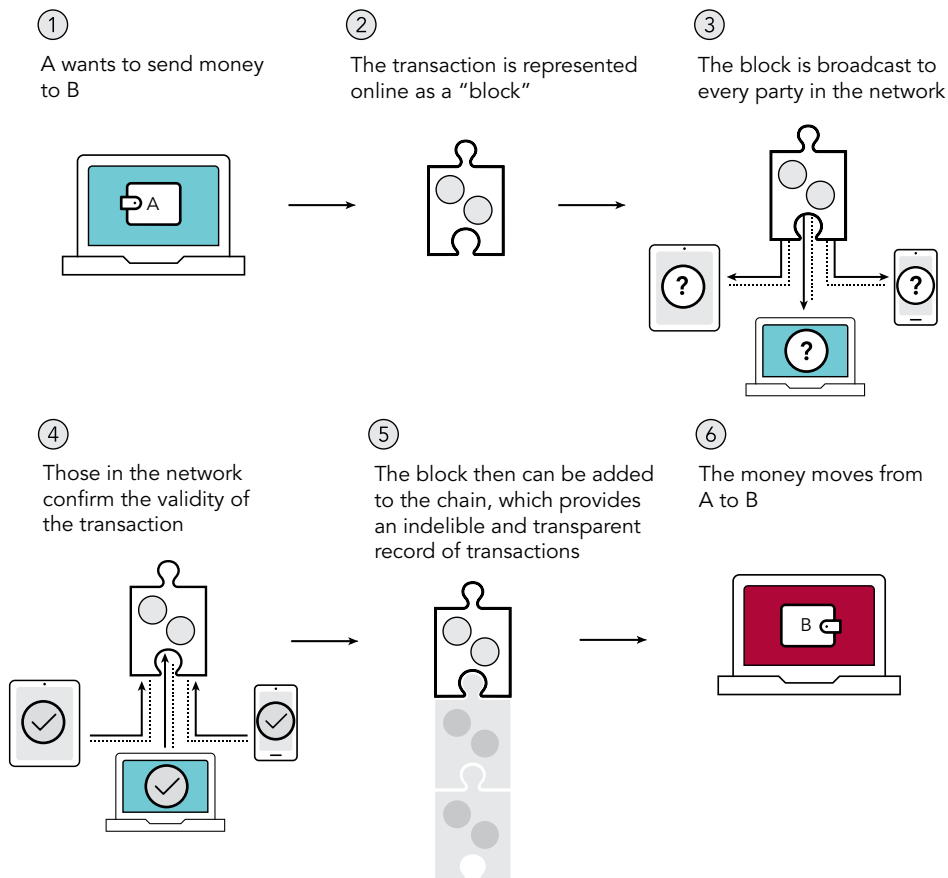 1
A wants to send money
to B
2
The transaction is represented
online as a “block”
3
The block is broadcast to
every party in the network
A
?
?
?
4
Those in the network
confirm the validity of
the transaction
5
The block then can be added
to the chain, which provides
an indelible and transparent
record of transactions
6
The money moves from
A to B
B